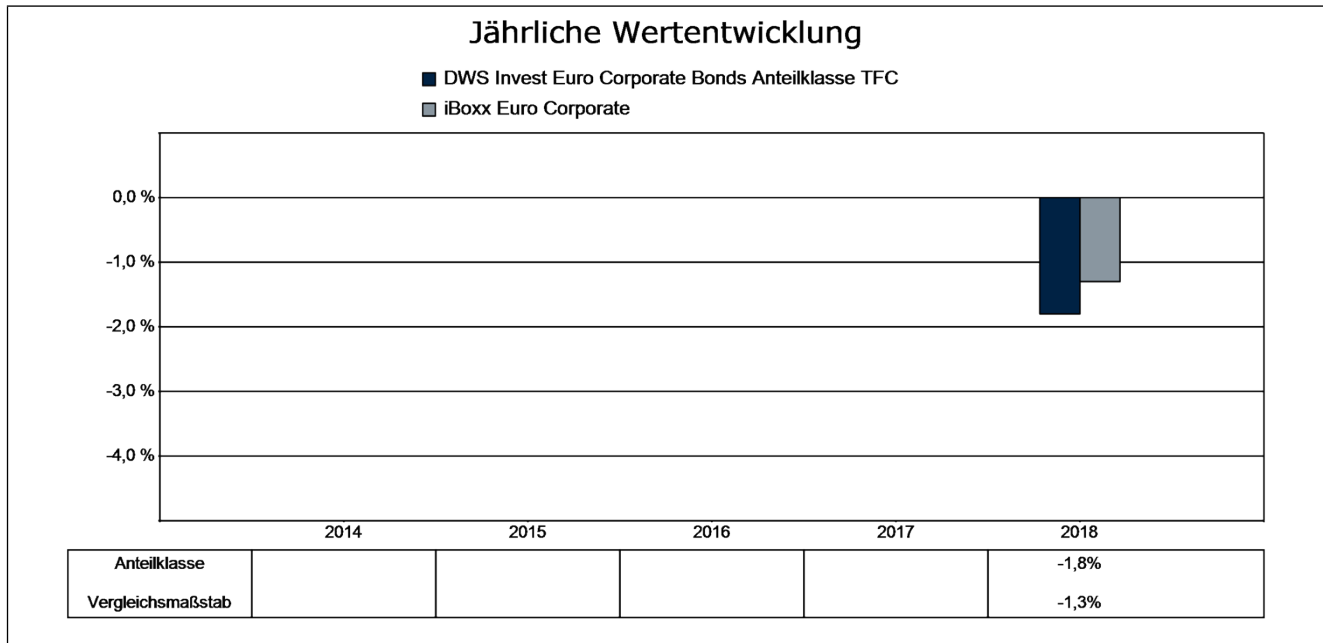 Jährliche Wertentwicklung
DWS Invest Euro Corporate Bonds Anteilklasse TFC
iBoxx Euro Corporate
0,0 %
-1,0 %
-2,0 %
-3,0 %
-4,0 %
2014 2015 2016 2017 2018
Anteilklasse -1,8%
Vergleichsmaßstab -1,3%